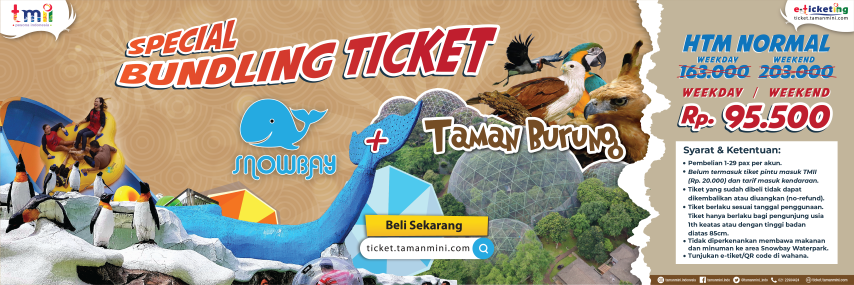 tmii
e-ticketing
ticket.tamanmini.com
SPECIAL
BUNDLING TICKET
SNOWBAY
+
TAMAN BURUNG
Beli Sekarang
ticket.tamanmini.com
HTM NORMAL
WEEKDAY WEEKEND
163.000 203.000
WEEKDAY / WEEKEND
Rp. 95.500
Syarat & Ketentuan:
• Pembelian 1-29 pax per akun.
• Belum termasuk tiket pintu masuk TMII
(Rp. 20.000) dan tarif masuk kendaraan.
• Tiket yang sudah dibeli tidak dapat
dikembalikan atau diuangkan (no-refund).
• Tiket berlaku sesuai tanggal penggunaan.
Tiket hanya berlaku bagi pengunjung usia
1th keatas atau dengan tinggi badan
diatas 85cm.
• Tidak diperkenankan membawa makanan
dan minuman ke area Snowbay Waterpark.
• Tunjukan e-tiket/QR code di wahana.